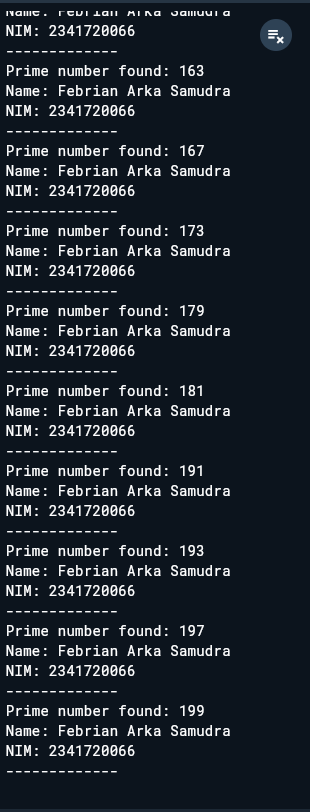 Name: Febrian Arka Samudra
NIM: 2341720066
-------------
Prime number found: 163
Name: Febrian Arka Samudra
NIM: 2341720066
-------------
Prime number found: 167
Name: Febrian Arka Samudra
NIM: 2341720066
-------------
Prime number found: 173
Name: Febrian Arka Samudra
NIM: 2341720066
-------------
Prime number found: 179
Name: Febrian Arka Samudra
NIM: 2341720066
-------------
Prime number found: 181
Name: Febrian Arka Samudra
NIM: 2341720066
-------------
Prime number found: 191
Name: Febrian Arka Samudra
NIM: 2341720066
-------------
Prime number found: 193
Name: Febrian Arka Samudra
NIM: 2341720066
-------------
Prime number found: 197
Name: Febrian Arka Samudra
NIM: 2341720066
-------------
Prime number found: 199
Name: Febrian Arka Samudra
NIM: 2341720066
-------------